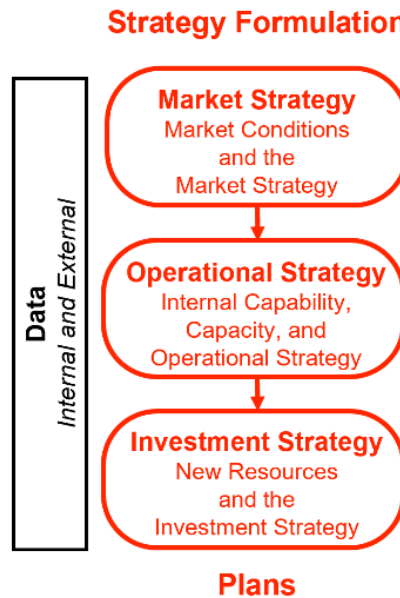 Strategy Formulation
Data
Internal and External
Market Strategy
Market Conditions
and the
Market Strategy
Operational Strategy
Internal Capability,
Capacity, and
Operational Strategy
Investment Strategy
New Resources
and the
Investment Strategy
Plans